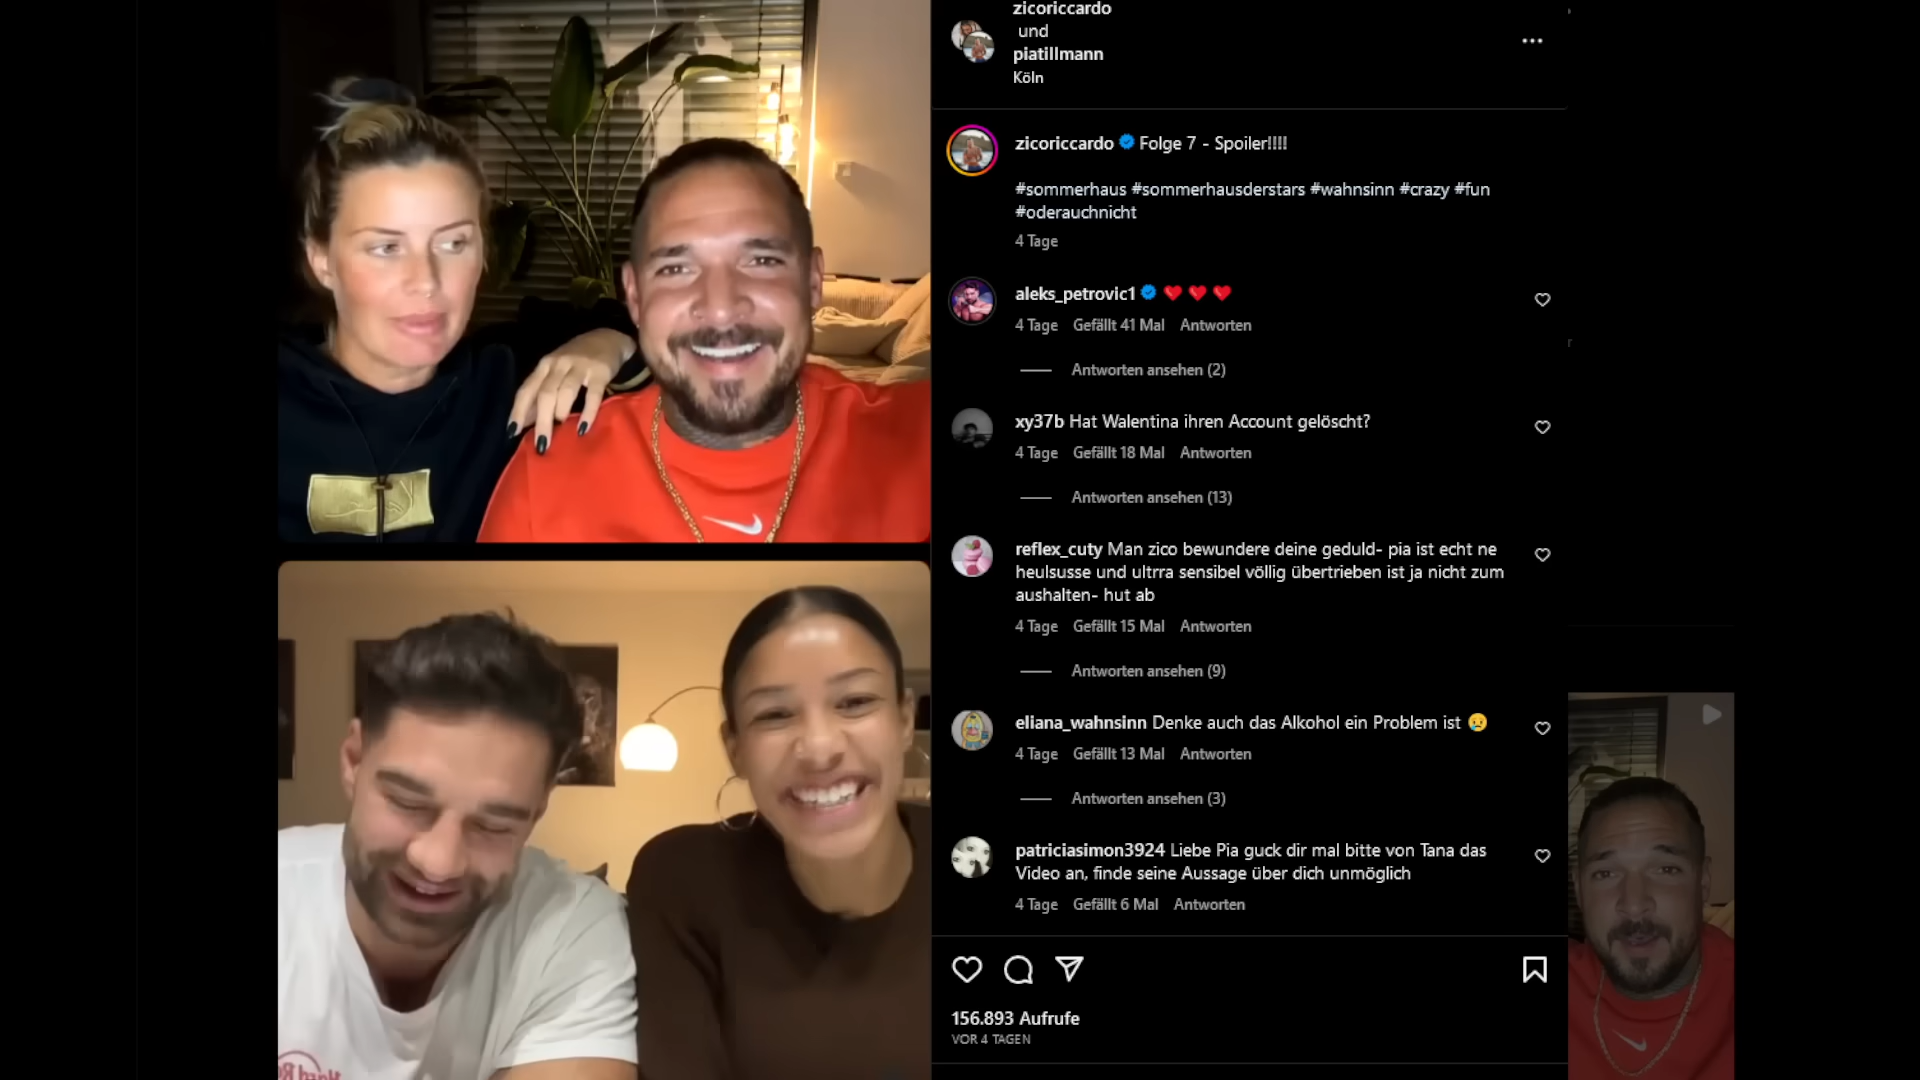 zicoriccardo
und
piatillmann
Köln
zicoriccardo Folge 7 - Spoiler!!!!
#sommerhaus #sommerhausderstars #wahnsinn #crazy #fun
#oderauchnicht
4 Tage
aleks_petrovic1 ❤️ ❤️ ❤️
4 Tage Gefällt 41 Mal Antworten
Antworten ansehen (2)
xy37b Hat Walentina ihren Account gelöscht?
4 Tage Gefällt 18 Mal Antworten
Antworten ansehen (13)
reflex_cuty Man zico bewundere deine geduld- pia ist echt ne
heulsusse und ultrra sensibel völlig übertrieben ist ja nicht zum
aushalten- hut ab
4 Tage Gefällt 15 Mal Antworten
Antworten ansehen (9)
eliana_wahnsinn Denke auch das Alkohol ein Problem ist 😢
4 Tage Gefällt 13 Mal Antworten
Antworten ansehen (3)
patriciasimon3924 Liebe Pia guck dir mal bitte von Tana das
Video an, finde seine Aussage über dich unmöglich
4 Tage Gefällt 6 Mal Antworten
156.893 Aufrufe
VOR 4 TAGEN